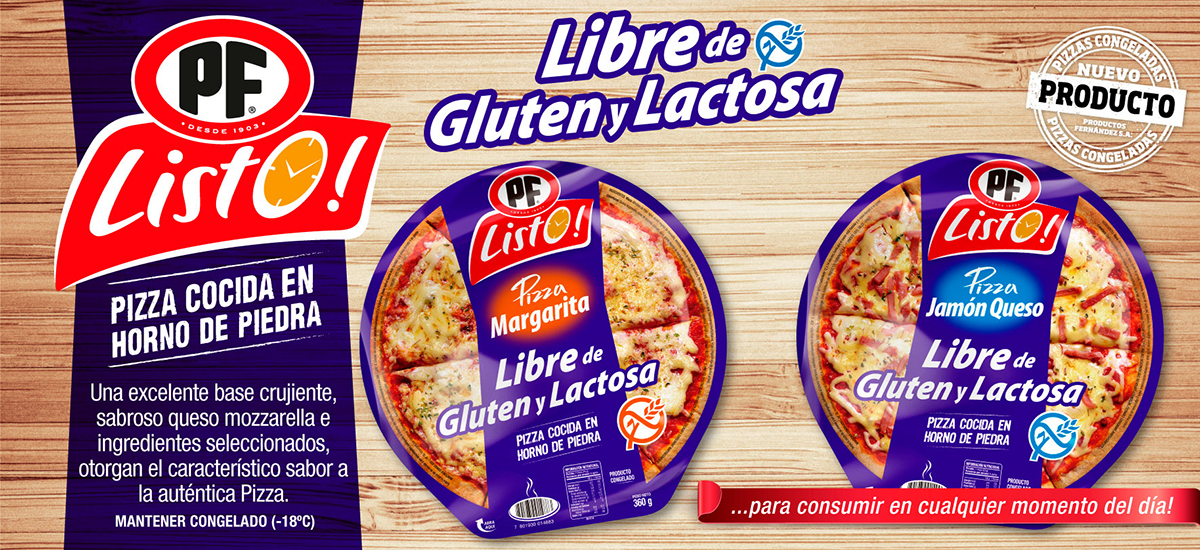 PF®
• DESDE 1903 •
Listo!
PIZZA COCIDA EN
HORNO DE PIEDRA
Una excelente base crujiente,
sabroso queso mozzarella e
ingredientes seleccionados,
otorgan el característico sabor a
la auténtica Pizza.
MANTENER CONGELADO (-18ºC)
Libre de
Gluten y Lactosa
PIZZAS CONGELADAS
NUEVO
PRODUCTO
PRODUCTOS
FERNÁNDEZ S.A.
PIZZAS CONGELADAS
PF
Listo!
Pizza
Margarita
Libre de
Gluten y Lactosa
PIZZA COCIDA EN
HORNO DE PIEDRA
PRODUCTO
CONGELADO
PESO NETO
360 g
ABRA
AQUÍ
PF
Listo!
Pizza
Jamón Queso
Libre de
Gluten y Lactosa
PIZZA COCIDA EN
HORNO DE PIEDRA
...para consumir en cualquier momento del día!